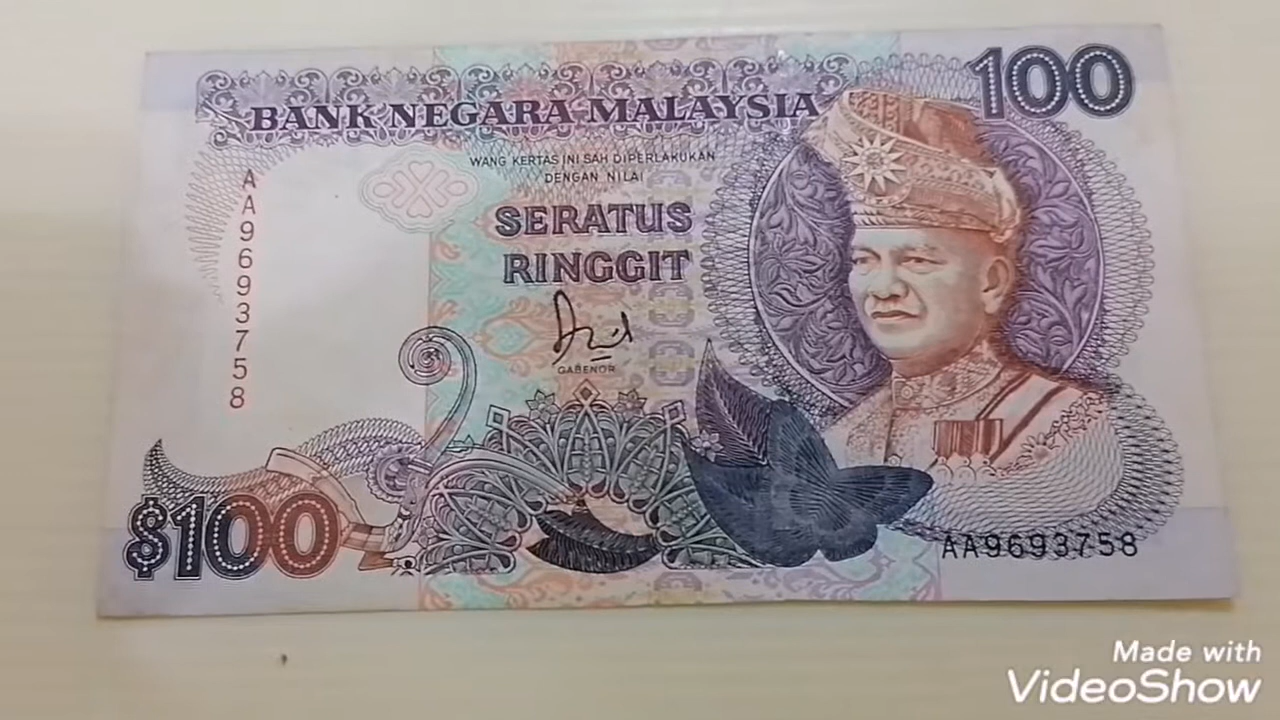 100
BANK NEGARA MALAYSIA
WANG KERTAS INI SAH DIPERLAKUKAN
DENGAN NILAI
SERATUS
RINGGIT
AA9693758
GABENOR
$100
AA9693758
Made with
VideoShow